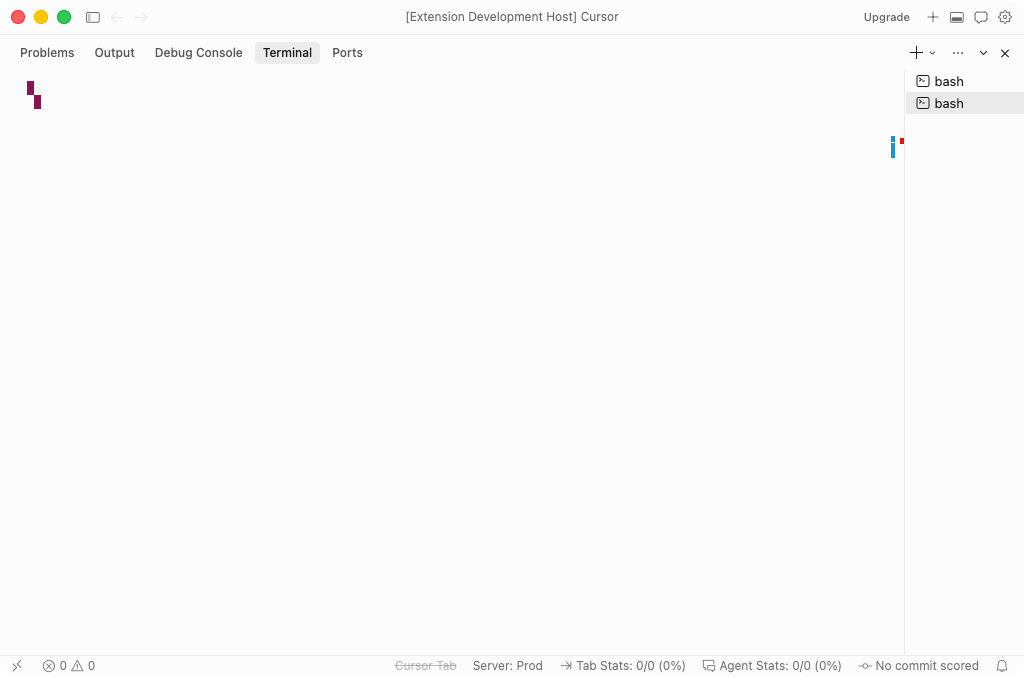 [Extension Development Host] Cursor
Upgrade
Problems
Output
Debug Console
Terminal
Ports
bash
bash
0
0
Cursor Tab
Server: Prod
Tab Stats: 0/0 (0%)
Agent Stats: 0/0 (0%)
No commit scored